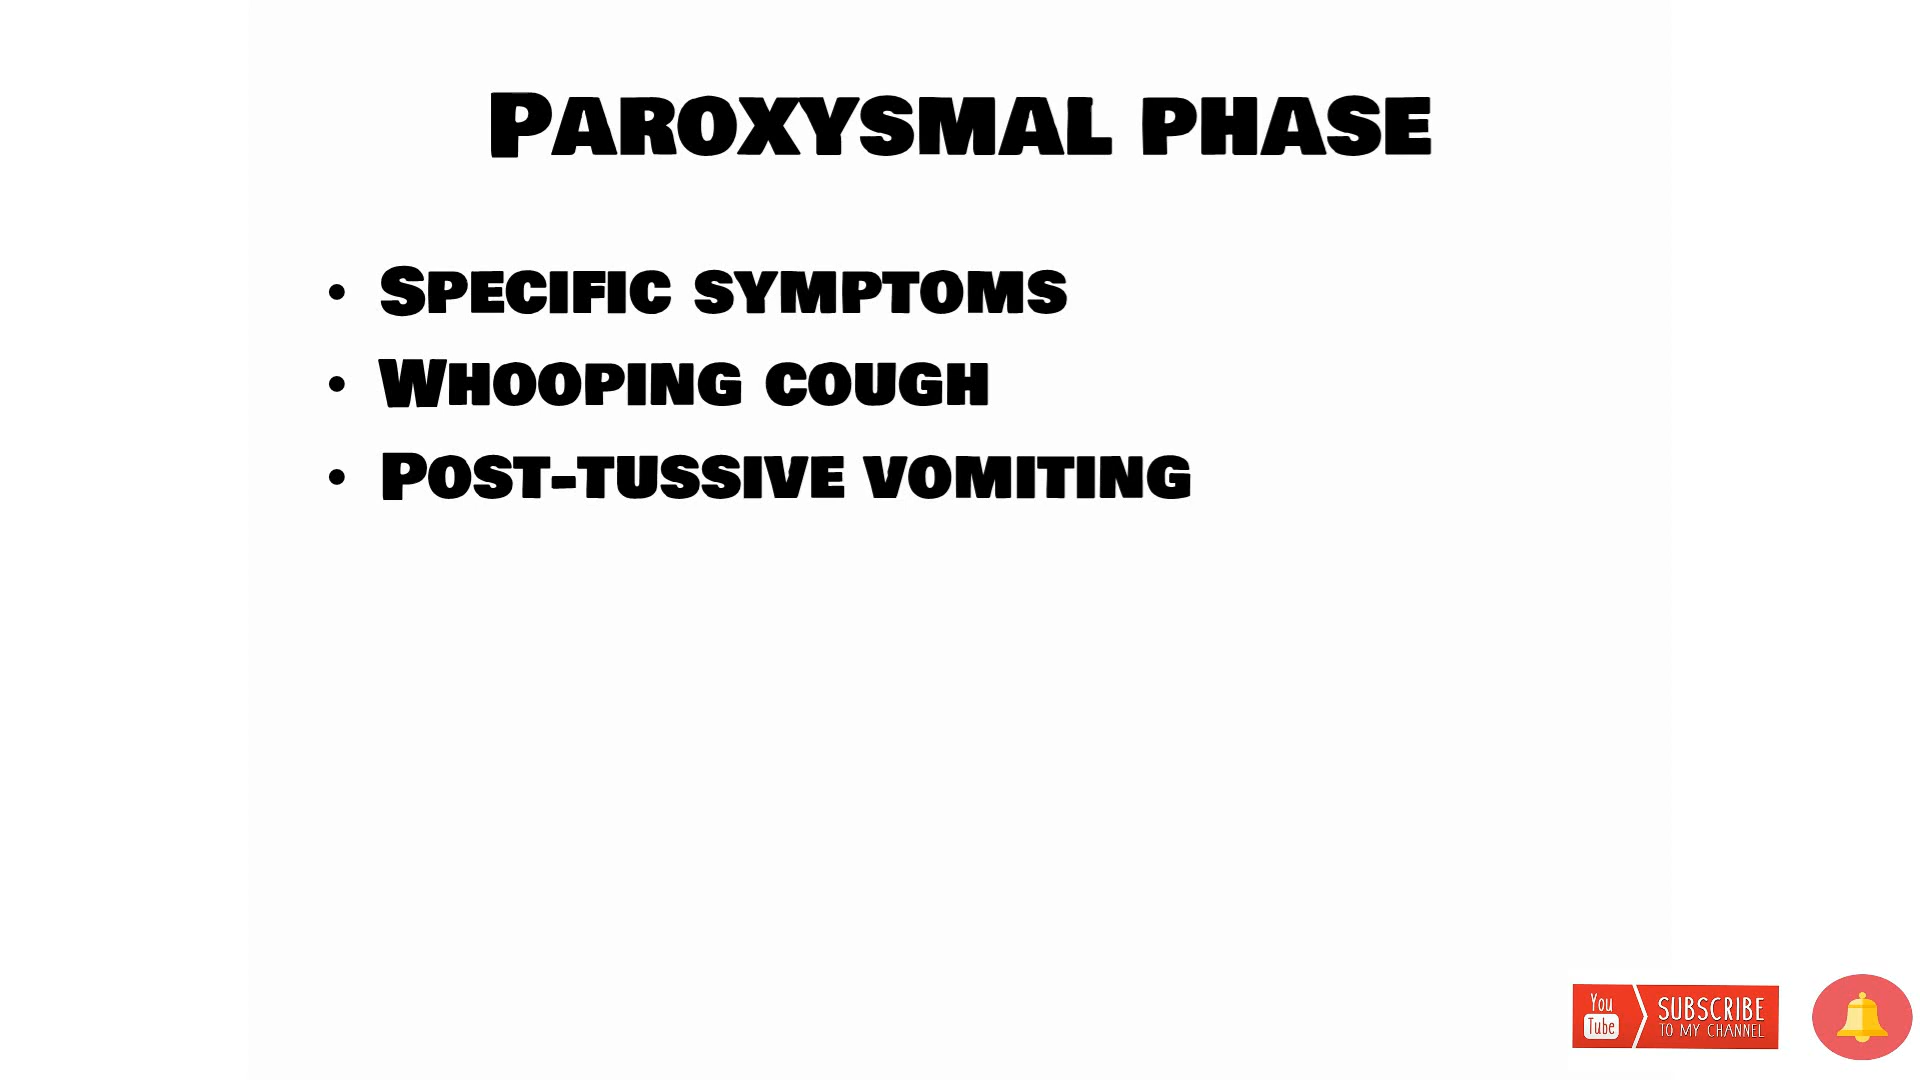 Paroxysmal phase
• Specific symptoms
• Whooping cough
• Post-tussive vomiting
You
Tube
SUBSCRIBE
TO MY CHANNEL